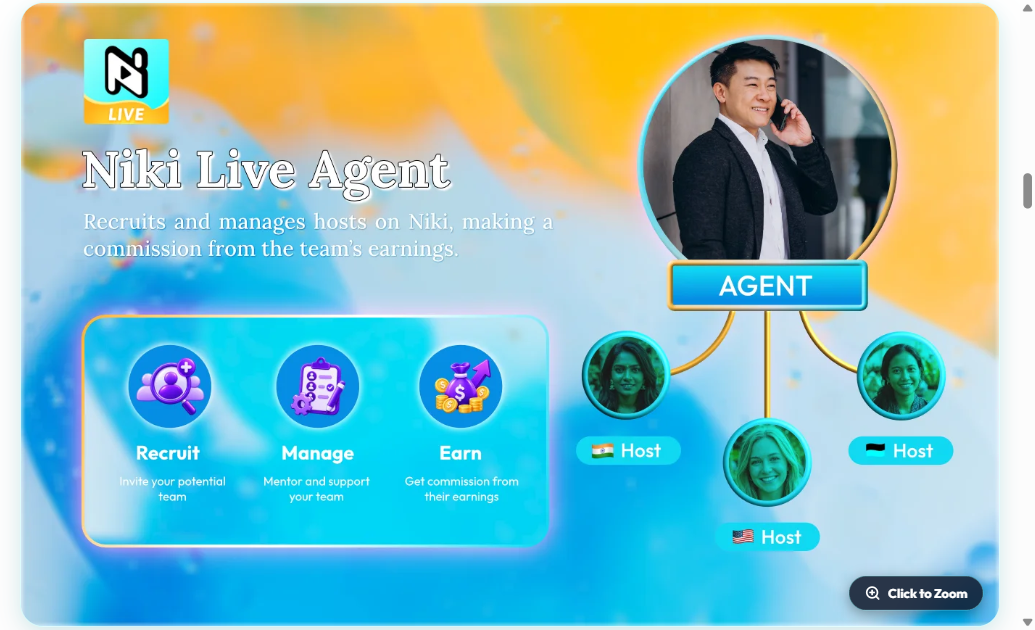 LIVE
Niki Live Agent
Recruits and manages hosts on Niki, making a
commission from the team's earnings.
AGENT
Recruit
Invite your potential
team
Manage
Mentor and support
your team
Earn
Get commission from
their earnings
Host
Host
Host
Click to Zoom